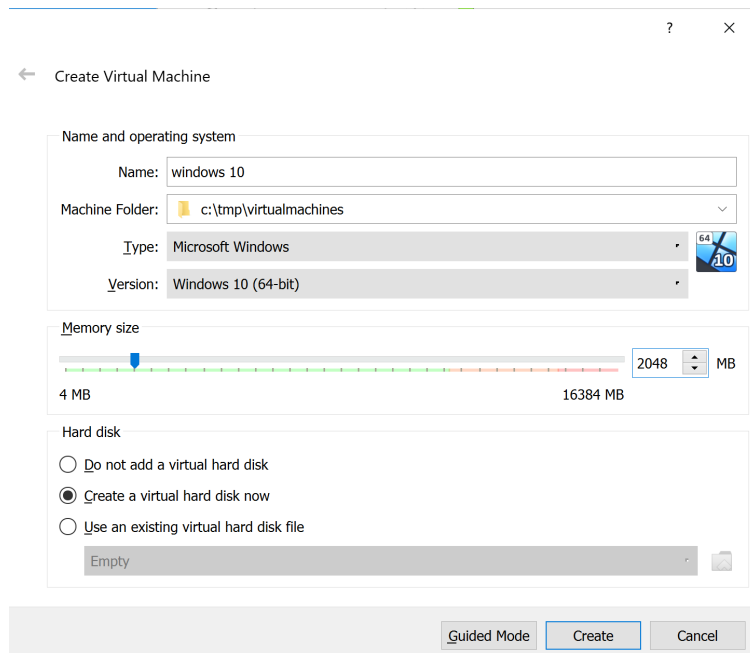 ?
Create Virtual Machine
Name and operating system
Name: windows 10
Machine Folder: c:\tmp\virtualmachines
Type: Microsoft Windows 64
10
Version: Windows 10 (64-bit)
Memory size
2048 MB
4 MB 16384 MB
Hard disk
Do not add a virtual hard disk
Create a virtual hard disk now
Use an existing virtual hard disk file
Empty
Guided Mode Create Cancel